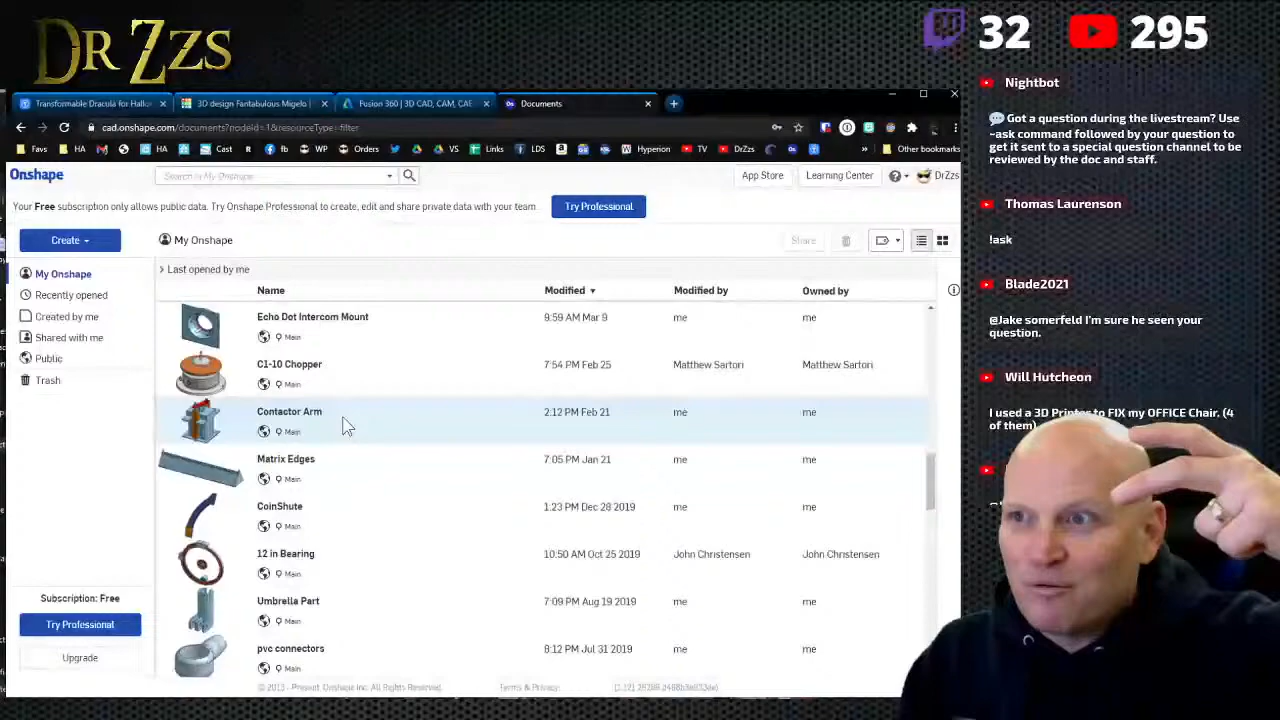 DR ZZS
32
295
Transformable Dracula for Hallo
3D design Fantabulous Migelo |
Fusion 360 | 3D CAD, CAM, CAE
Documents
cad.onshape.com/documents?nodeId=1&resourceType=filter
Favs
HA
M
HA
Cast
fb
WP
Orders
VS
Links
LDS
Hyperion
TV
DrZzs
Other bookmarks
Onshape
Search in My Onshape
App Store
Learning Center
DrZzs
Your Free subscription only allows public data. Try Onshape Professional to create, edit and share private data with your team.
Try Professional
Create
My Onshape
Share
My Onshape
Recently opened
Created by me
Shared with me
Public
Trash
Last opened by me
Name Modified Modified by Owned by
Echo Dot Intercom Mount 9:59 AM Mar 9 me me
Main
C1-10 Chopper 7:54 PM Feb 25 Matthew Sartori Matthew Sartori
Main
Contactor Arm 2:12 PM Feb 21 me me
Main
Matrix Edges 7:05 PM Jan 21 me me
Main
CoinShute 1:23 PM Dec 28 2019 me me
Main
12 in Bearing 10:50 AM Oct 25 2019 John Christensen John Christensen
Main
Umbrella Part 7:09 PM Aug 19 2019 me me
Main
pvc connectors 8:12 PM Jul 31 2019 me me
Main
Subscription: Free
Try Professional
Upgrade
© 2013 - Present, Onshape Inc. All Rights Reserved.
Terms & Privacy
Nightbot
Got a question during the livestream? Use
~ask command followed by your question to
get it sent to a special question channel to be
reviewed by the doc and staff.
Thomas Laurenson
!ask
Blade2021
@Jake somerfeld I'm sure he seen your
question.
Will Hutcheon
I used a 3D Printer to FIX my OFFICE Chair, (4
of them)